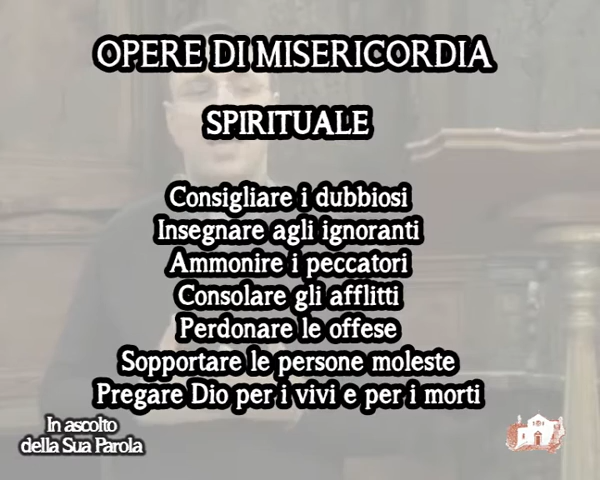 OPERE DI MISERICORDIA
SPIRITUALE
Consigliare i dubbiosi
Insegnare agli ignoranti
Ammonire i peccatori
Consolare gli afflitti
Perdonare le offese
Sopportare le persone moleste
Pregare Dio per i vivi e per i morti
In ascolto
della Sua Parola